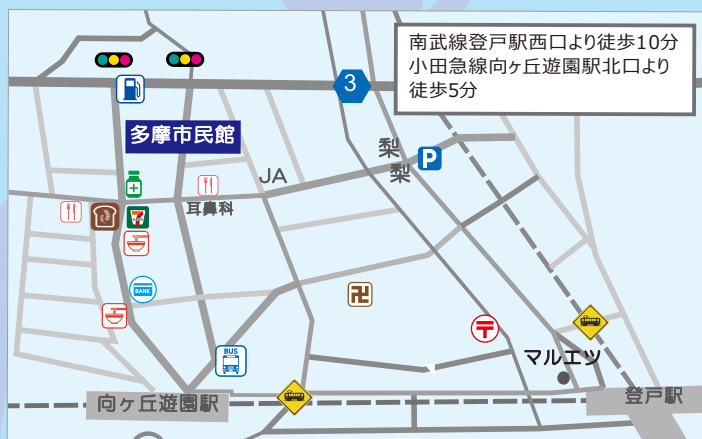 南武線登戸駅西口より徒歩10分
小田急線向ヶ丘遊園駅北口より
徒歩5分
3
多摩市民館
梨
梨
P
JA
耳鼻科
BANK
BUS
マルエツ
向ヶ丘遊園駅
登戸駅